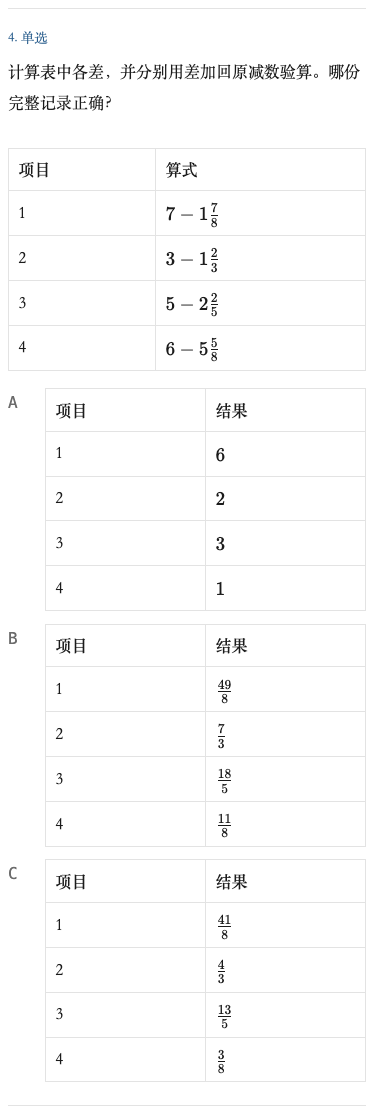 4. 单选
计算表中各差，并分别用差加回原减数验算。哪份
完整记录正确？
项目 算式
1 7 − 1 7/8
2 3 − 1 2/3
3 5 − 2 2/5
4 6 − 5 5/8
A
项目 结果
1 6
2 2
3 3
4 1
B
项目 结果
1 49/8
2 7/3
3 18/5
4 11/8
C
项目 结果
1 41/8
2 4/3
3 13/5
4 3/8